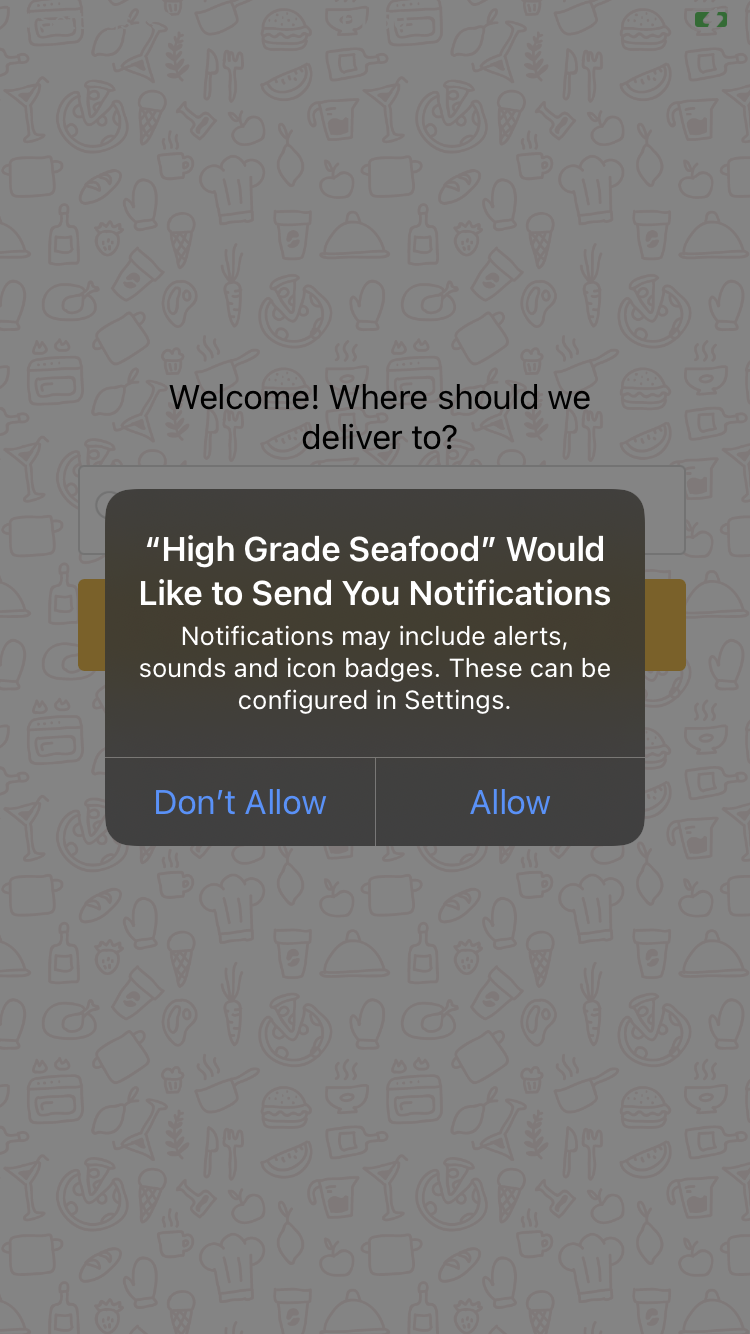 Welcome! Where should we
deliver to?
“High Grade Seafood” Would
Like to Send You Notifications
Notifications may include alerts,
sounds and icon badges. These can be
configured in Settings.
Don’t Allow
Allow